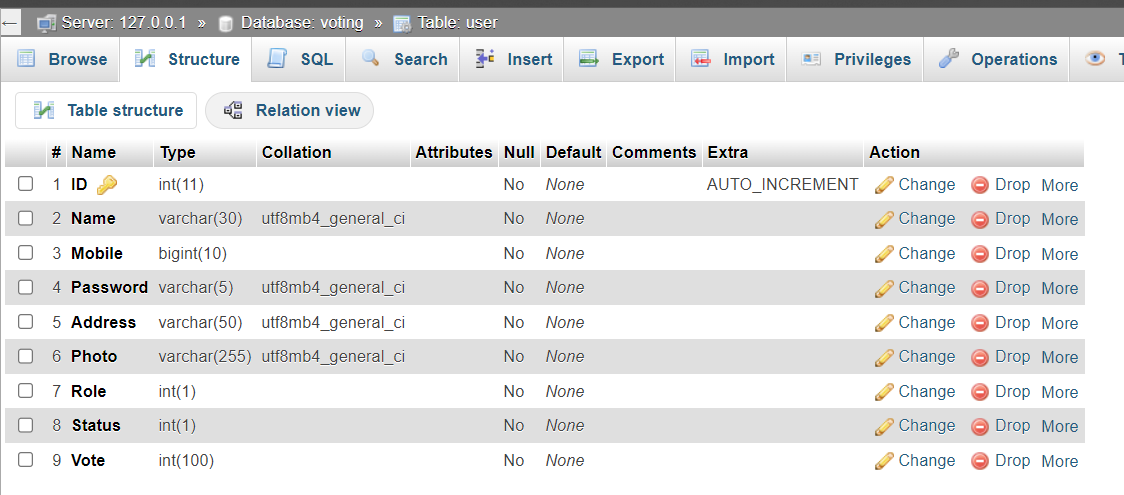 ← Server: 127.0.0.1 » Database: voting » Table: user
Browse Structure SQL Search Insert Export Import Privileges Operations
Table structure Relation view
# Name Type Collation Attributes Null Default Comments Extra Action
1 ID int(11) No None AUTO_INCREMENT Change Drop More
2 Name varchar(30) utf8mb4_general_ci No None Change Drop More
3 Mobile bigint(10) No None Change Drop More
4 Password varchar(5) utf8mb4_general_ci No None Change Drop More
5 Address varchar(50) utf8mb4_general_ci No None Change Drop More
6 Photo varchar(255) utf8mb4_general_ci No None Change Drop More
7 Role int(1) No None Change Drop More
8 Status int(1) No None Change Drop More
9 Vote int(100) No None Change Drop More